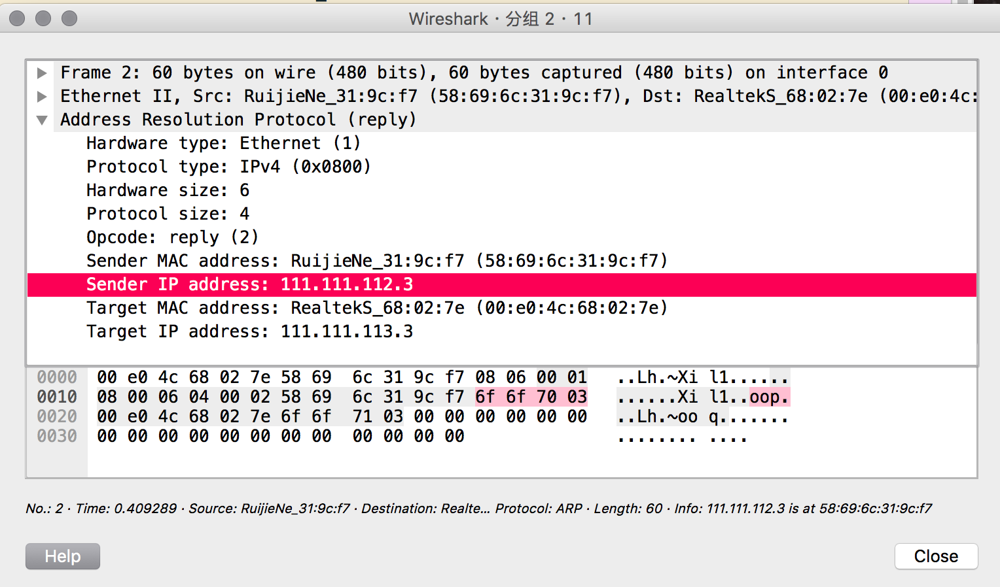 Wireshark · 分组 2 · 11
Frame 2: 60 bytes on wire (480 bits), 60 bytes captured (480 bits) on interface 0
Ethernet II, Src: RuijieNe_31:9c:f7 (58:69:6c:31:9c:f7), Dst: RealtekS_68:02:7e (00:e0:4c:
Address Resolution Protocol (reply)
Hardware type: Ethernet (1)
Protocol type: IPv4 (0x0800)
Hardware size: 6
Protocol size: 4
Opcode: reply (2)
Sender MAC address: RuijieNe_31:9c:f7 (58:69:6c:31:9c:f7)
Sender IP address: 111.111.112.3
Target MAC address: RealtekS_68:02:7e (00:e0:4c:68:02:7e)
Target IP address: 111.111.113.3
0000 00 e0 4c 68 02 7e 58 69 6c 31 9c f7 08 06 00 01 ..Lh.~Xi l1......
0010 08 00 06 04 00 02 58 69 6c 31 9c f7 6f 6f 70 03 ......Xi l1..oop.
0020 00 e0 4c 68 02 7e 6f 6f 71 03 00 00 00 00 00 00 ..Lh.~oo q.......
0030 00 00 00 00 00 00 00 00 00 00 00 00 ........ ....
No.: 2 · Time: 0.409289 · Source: RuijieNe_31:9c:f7 · Destination: Realte... Protocol: ARP · Length: 60 · Info: 111.111.112.3 is at 58:69:6c:31:9c:f7
Help
Close